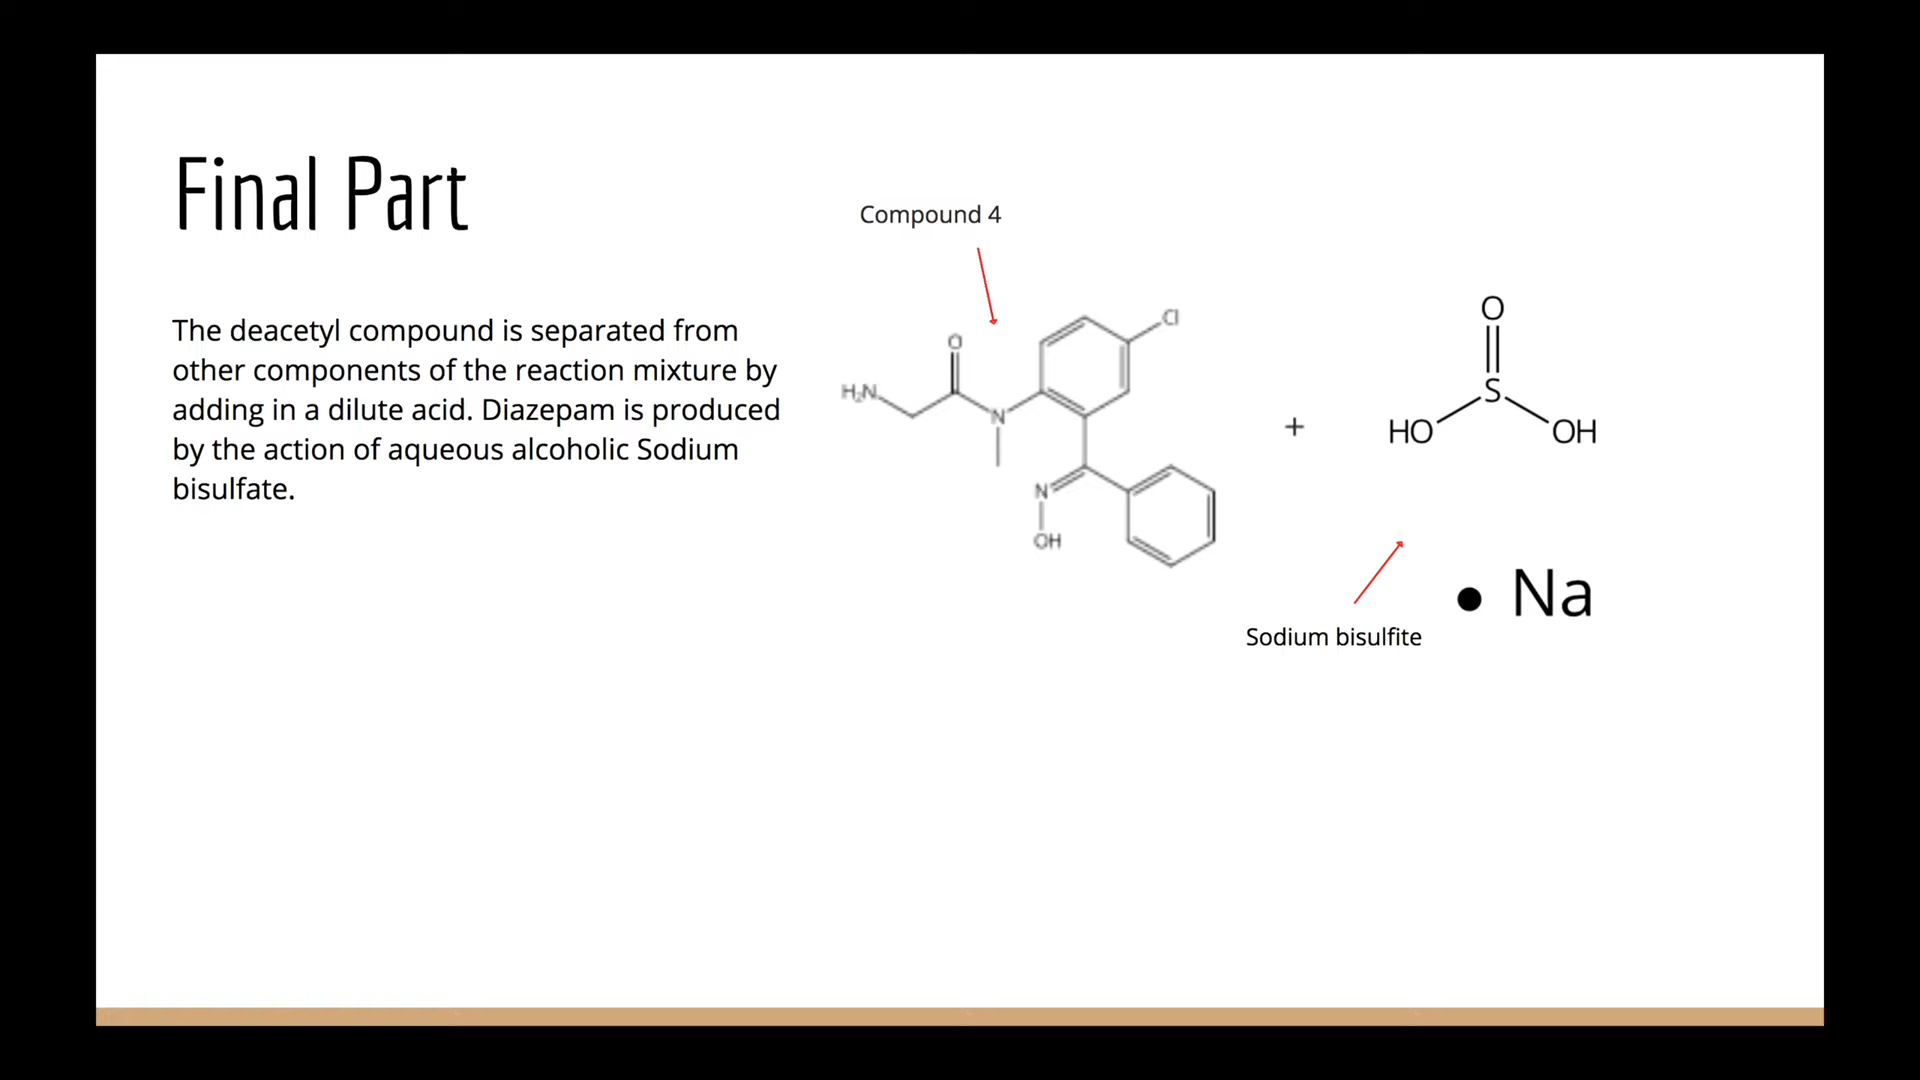 Final Part
The deacetyl compound is separated from
other components of the reaction mixture by
adding in a dilute acid. Diazepam is produced
by the action of aqueous alcoholic Sodium
bisulfate.
Compound 4
Cl
O
H₂N
N
N
OH
+
O
S
HO
OH
Sodium bisulfite
• Na